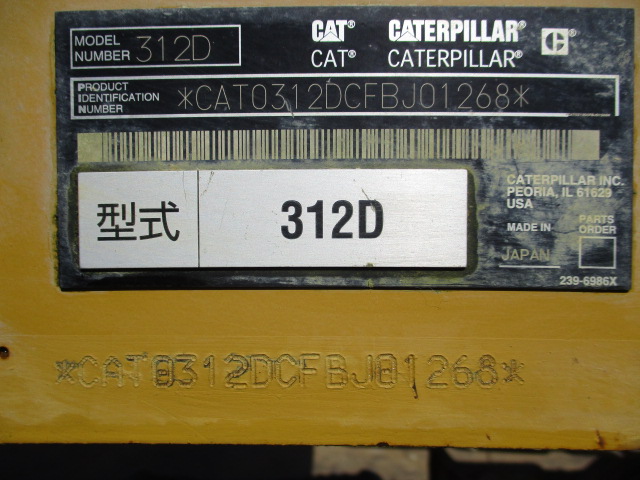 MODEL NUMBER 312D
CAT® CATERPILLAR® C
CAT® CATERPILLAR®
PRODUCT IDENTIFICATION NUMBER *CAT0312DCFBJ01268*
型式 312D
CATERPILLAR INC.
PEORIA, IL 61629
USA
MADE IN JAPAN
PARTS ORDER
239-6986X
*CAT0312DCFBJ01268*